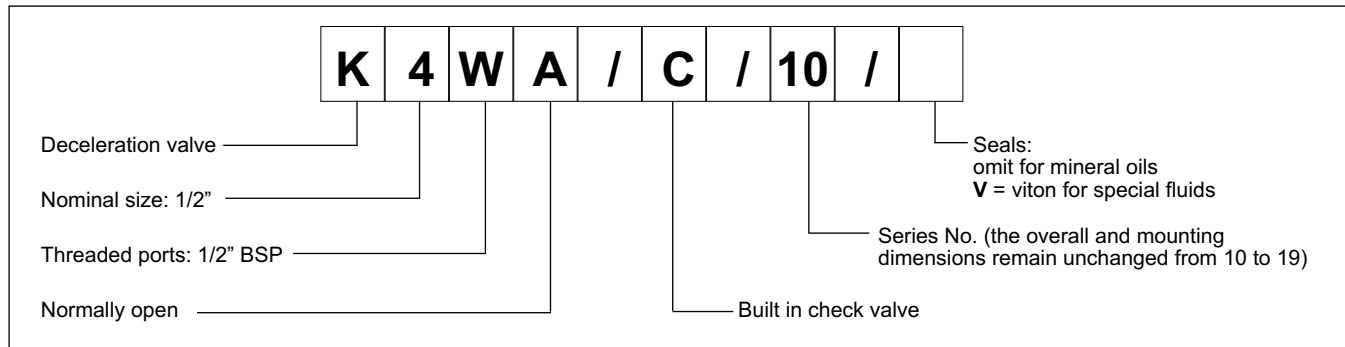 K 4 W A / C / 10 /
Deceleration valve
Nominal size: 1/2”
Threaded ports: 1/2” BSP
Normally open
Seals:
omit for mineral oils
V = viton for special fluids
Series No. (the overall and mounting
dimensions remain unchanged from 10 to 19)
Built in check valve